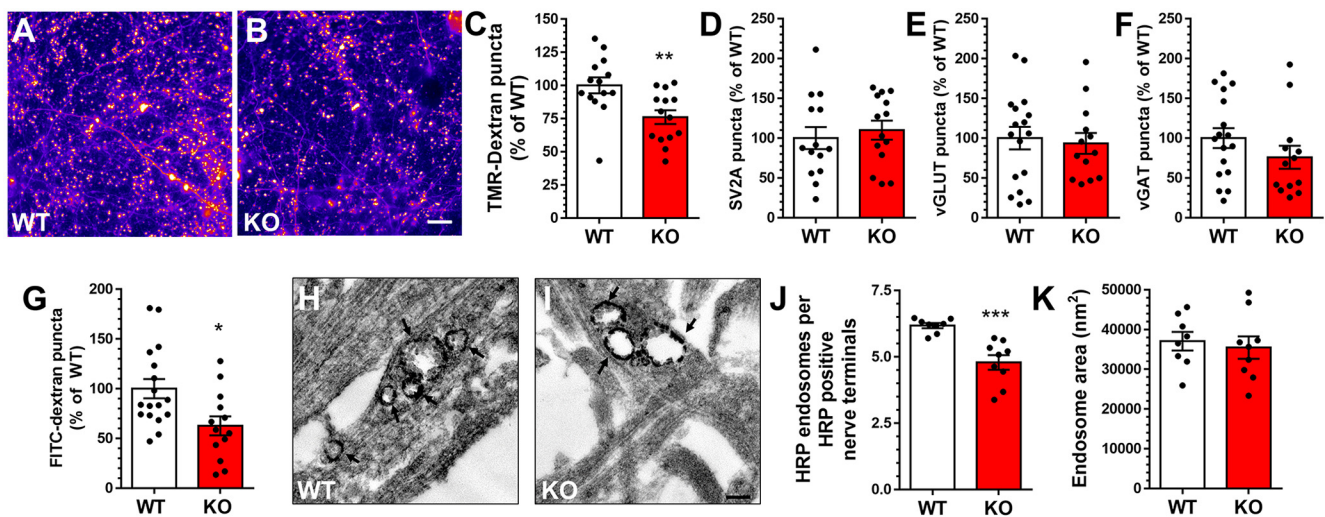 A
WT
B
KO
C
TMR-Dextran puncta
(% of WT)
150
125
100
75
50
25
0
**
WT
KO
D
SV2A puncta (% of WT)
250
200
150
100
50
0
WT
KO
E
vGLUT puncta (% of WT)
250
200
150
100
50
0
WT
KO
F
vGAT puncta (% of WT)
250
200
150
100
50
0
WT
KO
G
FITC-dextran puncta
(% of WT)
200
150
100
50
0
*
WT
KO
H
WT
I
KO
J
HRP endosomes per
HRP positive
nerve terminals
7.5
5.0
2.5
0.0
***
WT
KO
K
Endosome area (nm²)
50000
40000
30000
20000
10000
0
WT
KO